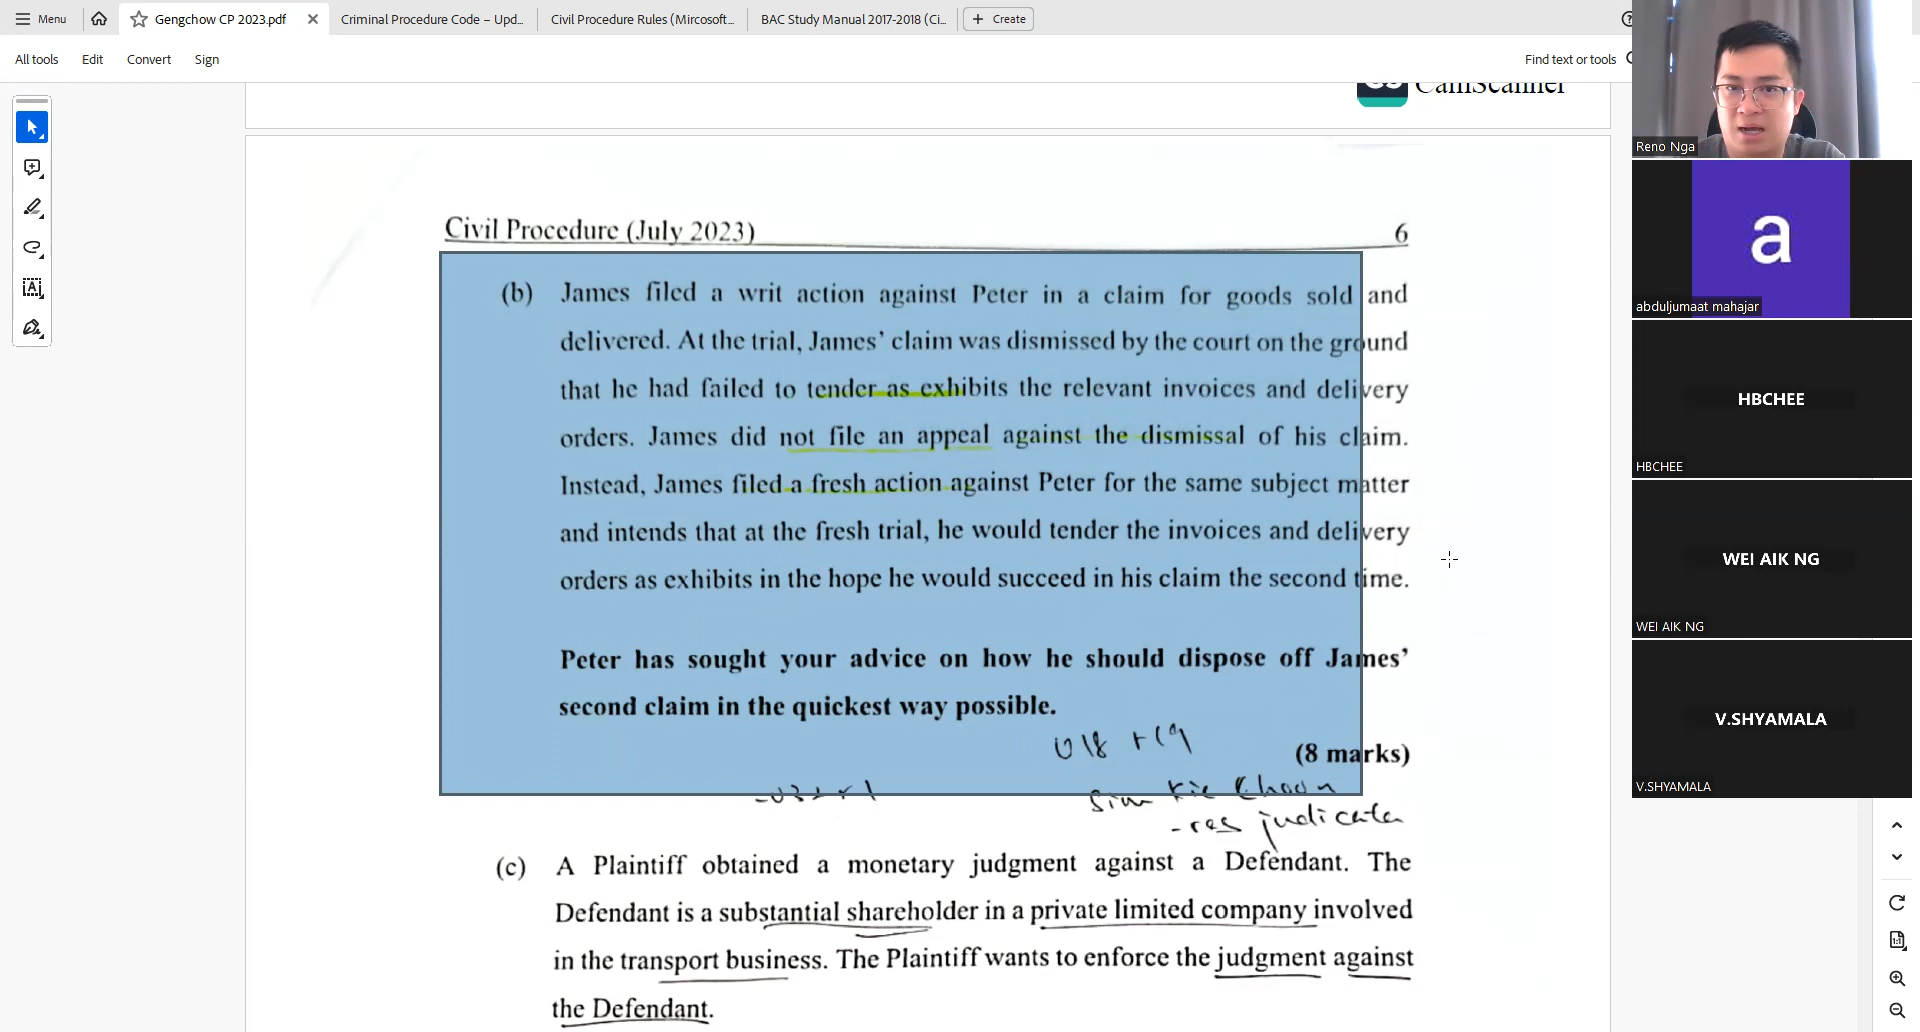 Menu
Gengchow CP 2023.pdf
Criminal Procedure Code – Upd...
Civil Procedure Rules (Mircosoft...
BAC Study Manual 2017-2018 (Ci...
Create
All tools
Edit
Convert
Sign
Find text or tools
CamScanner
Civil Procedure (July 2023)
6
(b) James filed a writ action against Peter in a claim for goods sold and
delivered. At the trial, James' claim was dismissed by the court on the ground
that he had failed to tender as exhibits the relevant invoices and delivery
orders. James did not file an appeal against the dismissal of his claim.
Instead, James filed a fresh action against Peter for the same subject matter
and intends that at the fresh trial, he would tender the invoices and delivery
orders as exhibits in the hope he would succeed in his claim the second time.
Peter has sought your advice on how he should dispose off James'
second claim in the quickest way possible.
O18 r19
(8 marks)
Sim Kie Choon
- res judicata
(c) A Plaintiff obtained a monetary judgment against a Defendant. The
Defendant is a substantial shareholder in a private limited company involved
in the transport business. The Plaintiff wants to enforce the judgment against
the Defendant.
Reno Nga
a
abduljumaat mahajar
HBCHEE
HBCHEE
WEI AIK NG
WEI AIK NG
V.SHYAMALA
V.SHYAMALA